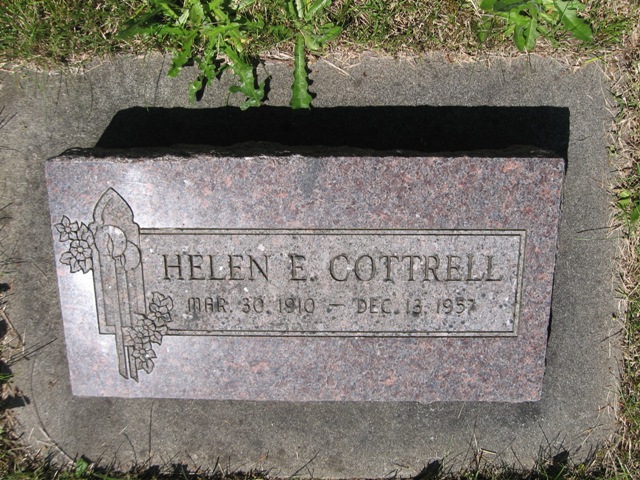 HELEN E. COTTRELL
MAR. 30, 1910 – DEC. 13, 1957